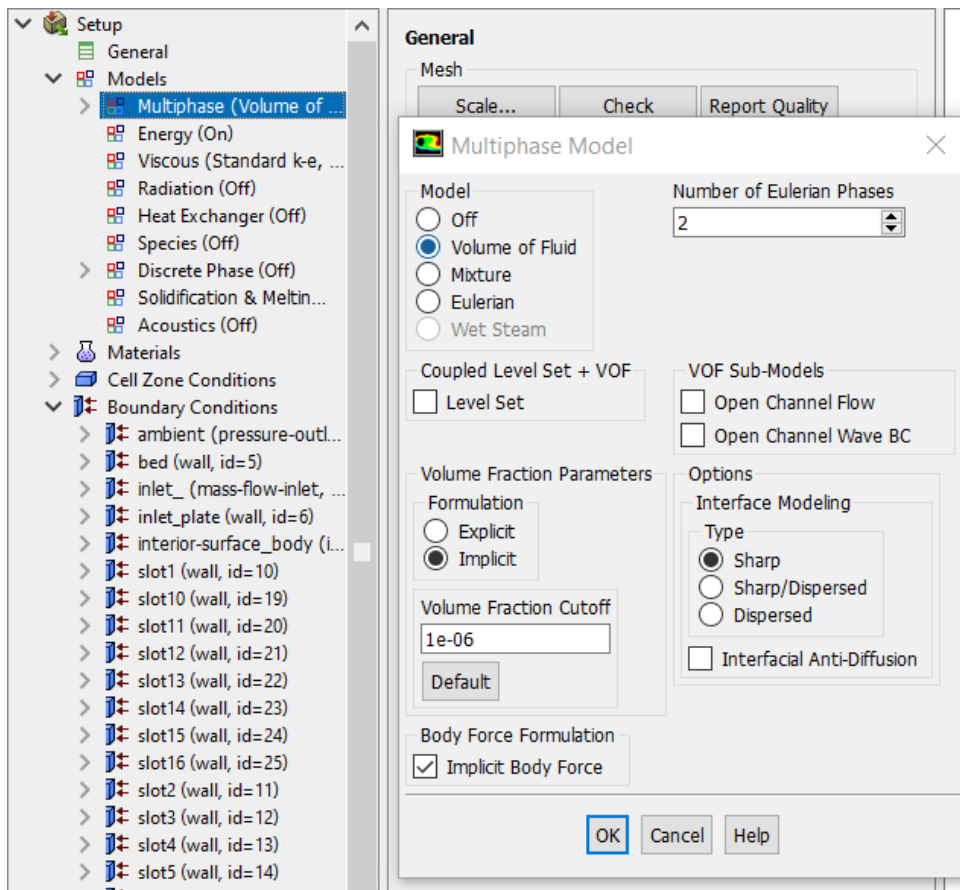 Setup
General
Models
Multiphase (Volume of ...
Energy (On)
Viscous (Standard k-e, ...
Radiation (Off)
Heat Exchanger (Off)
Species (Off)
Discrete Phase (Off)
Solidification & Meltin...
Acoustics (Off)
Materials
Cell Zone Conditions
Boundary Conditions
ambient (pressure-outl...
bed (wall, id=5)
inlet_ (mass-flow-inlet, ...
inlet_plate (wall, id=6)
interior-surface_body (i...
slot1 (wall, id=10)
slot10 (wall, id=19)
slot11 (wall, id=20)
slot12 (wall, id=21)
slot13 (wall, id=22)
slot14 (wall, id=23)
slot15 (wall, id=24)
slot16 (wall, id=25)
slot2 (wall, id=11)
slot3 (wall, id=12)
slot4 (wall, id=13)
slot5 (wall, id=14)
General
Mesh
Scale... Check Report Quality
Multiphase Model
Model
Off
Volume of Fluid
Mixture
Eulerian
Wet Steam
Number of Eulerian Phases
2
Coupled Level Set + VOF
Level Set
VOF Sub-Models
Open Channel Flow
Open Channel Wave BC
Volume Fraction Parameters
Formulation
Explicit
Implicit
Volume Fraction Cutoff
1e-06
Default
Options
Interface Modeling
Type
Sharp
Sharp/Dispersed
Dispersed
Interfacial Anti-Diffusion
Body Force Formulation
Implicit Body Force
OK Cancel Help